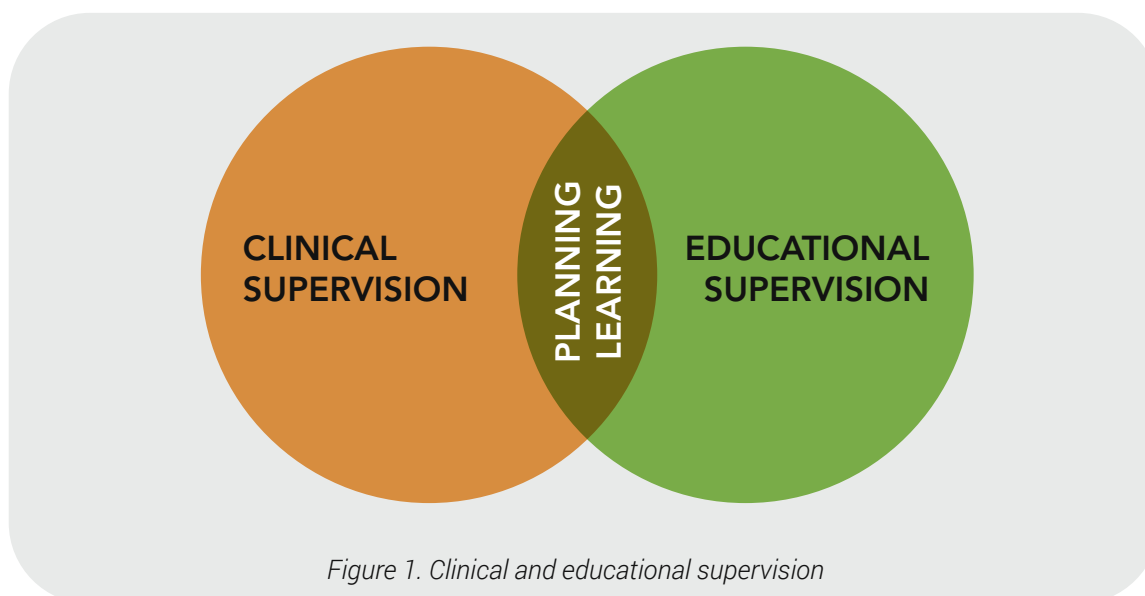 CLINICAL
SUPERVISION
PLANNING
LEARNING
EDUCATIONAL
SUPERVISION
Figure 1. Clinical and educational supervision